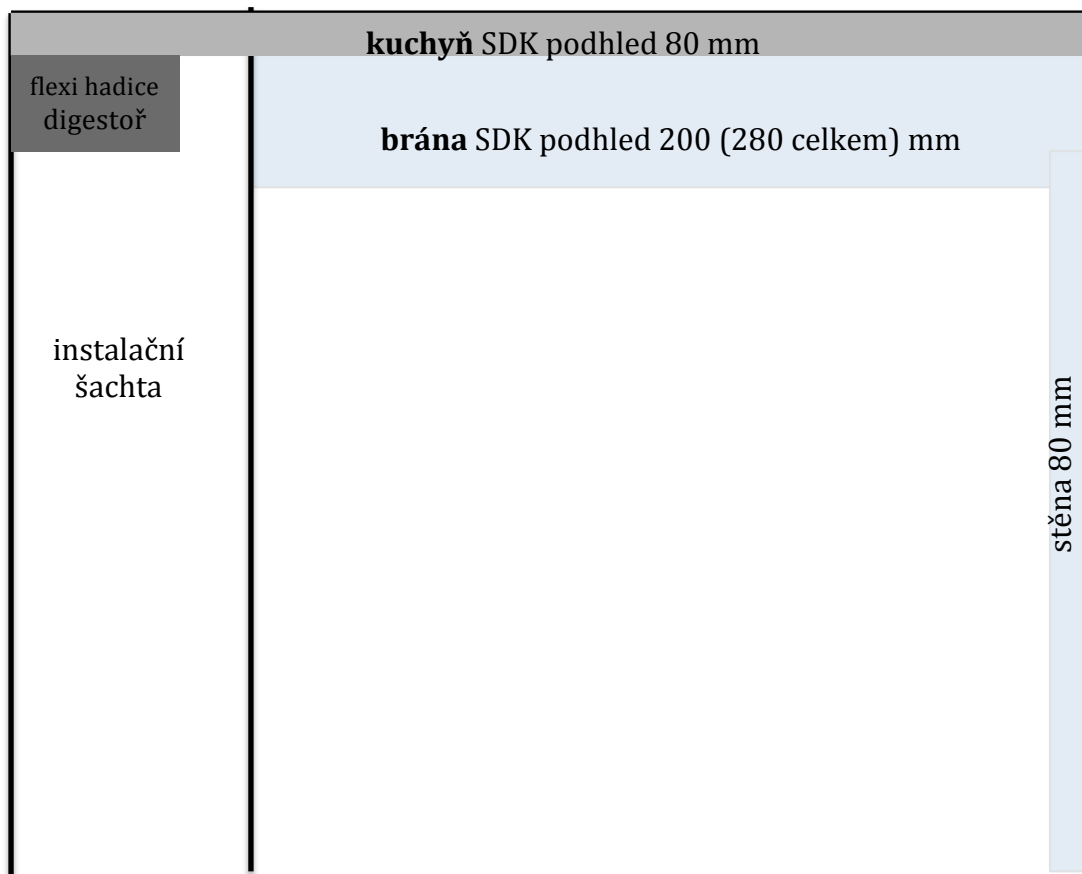 kuchyň SDK podhled 80 mm
flexi hadice
digestoř
brána SDK podhled 200 (280 celkem) mm
instalační
šachta
stěna 80 mm